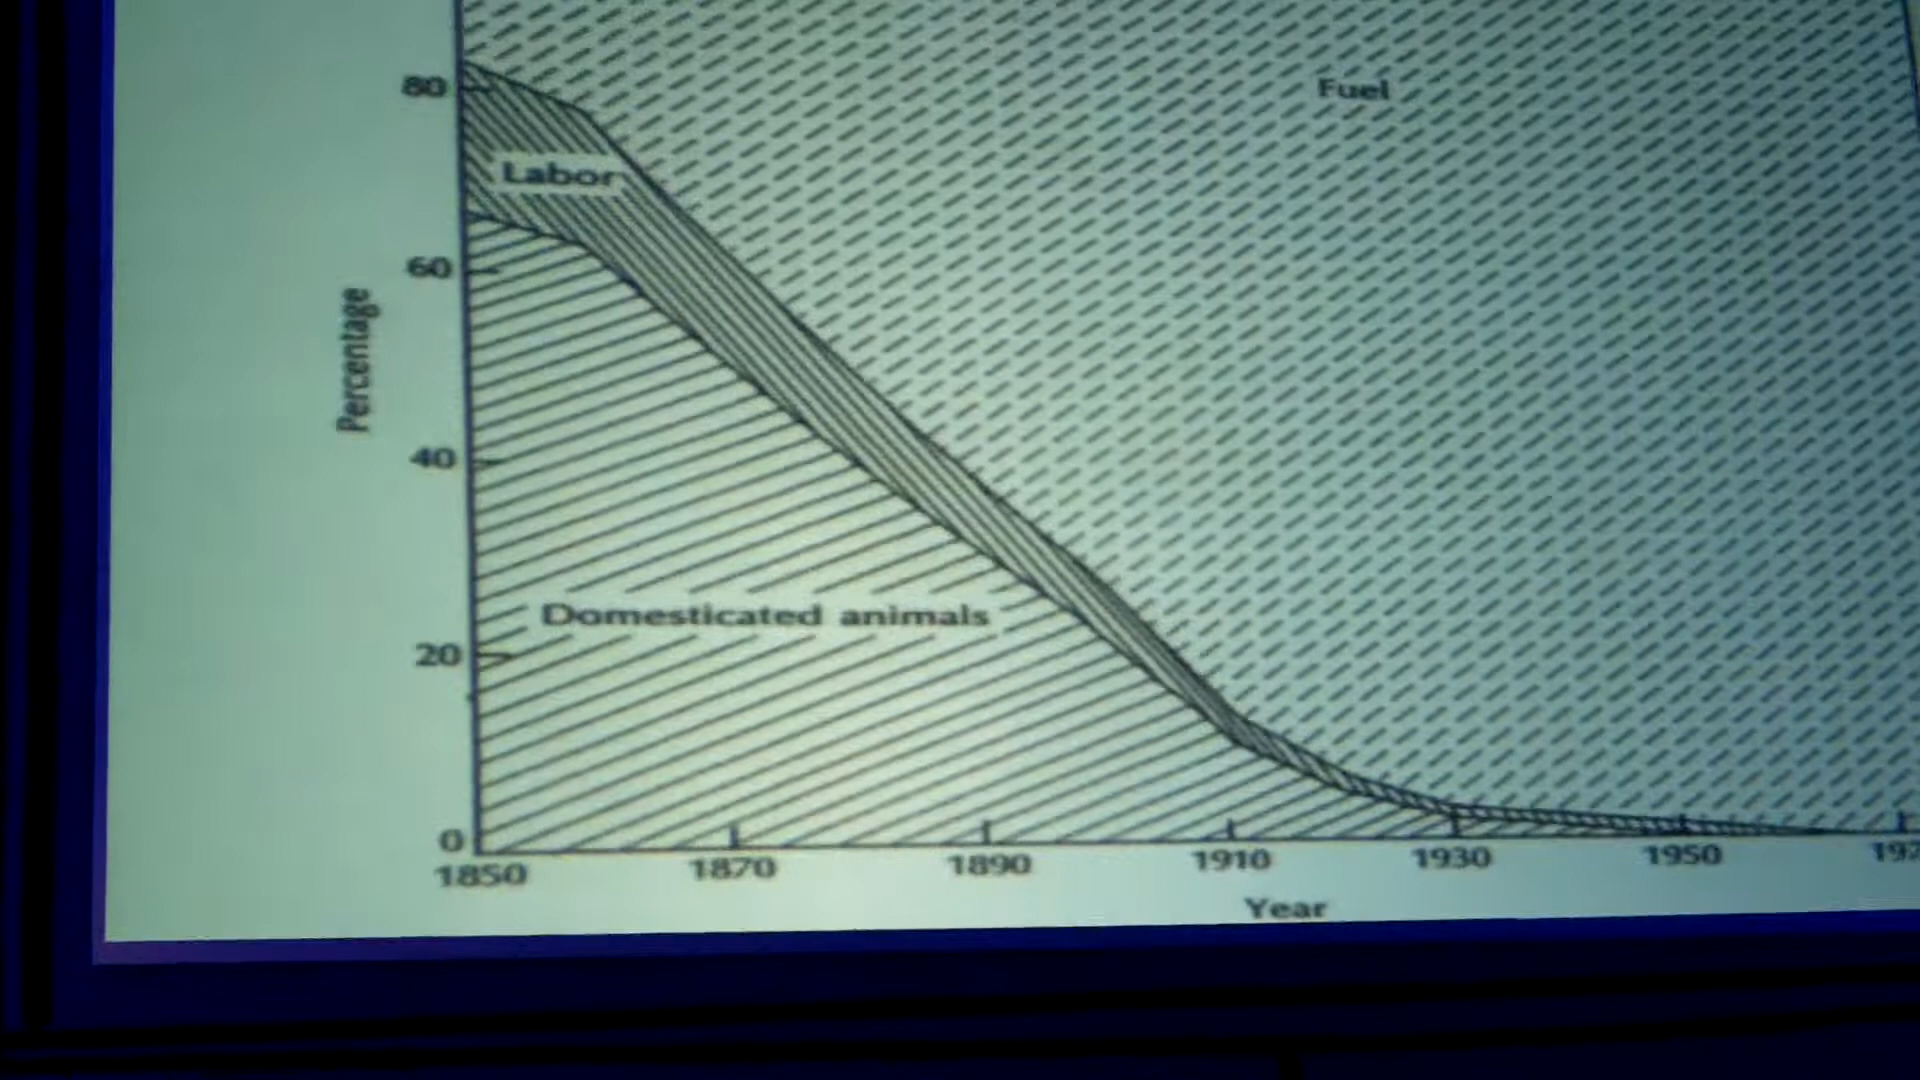 80
Fuel
Labor
60
Percentage
40
Domesticated animals
20
0
1850 1870 1890 1910 1930 1950
Year